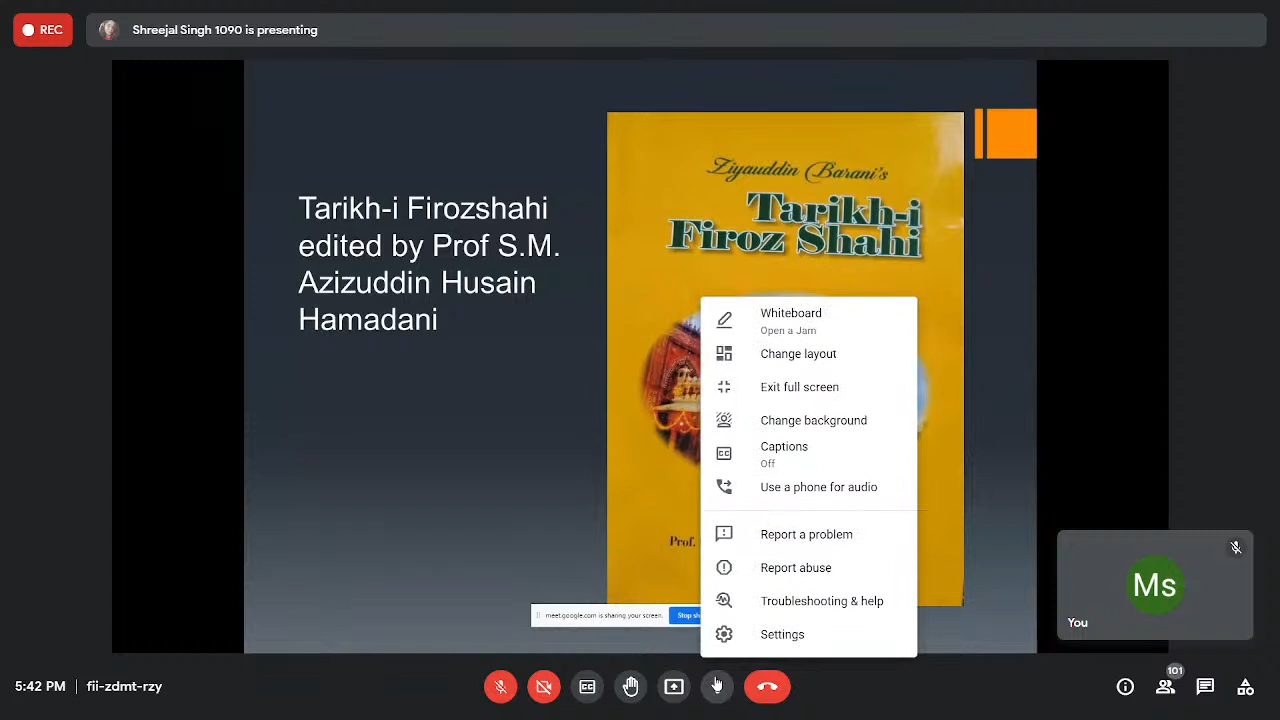 REC
Shreejal Singh 1090 is presenting
Tarikh-i Firozshahi
edited by Prof S.M.
Azizuddin Husain
Hamadani
Ziyauddin Barani's
Tarikh-i
Firoz Shahi
Prof.
Whiteboard
Open a Jam
Change layout
Exit full screen
Change background
Captions
Off
Use a phone for audio
Report a problem
Report abuse
Troubleshooting & help
Settings
meet.google.com is sharing your screen.
Stop sh
Ms
You
5:42 PM | fii-zdmt-rzy
101